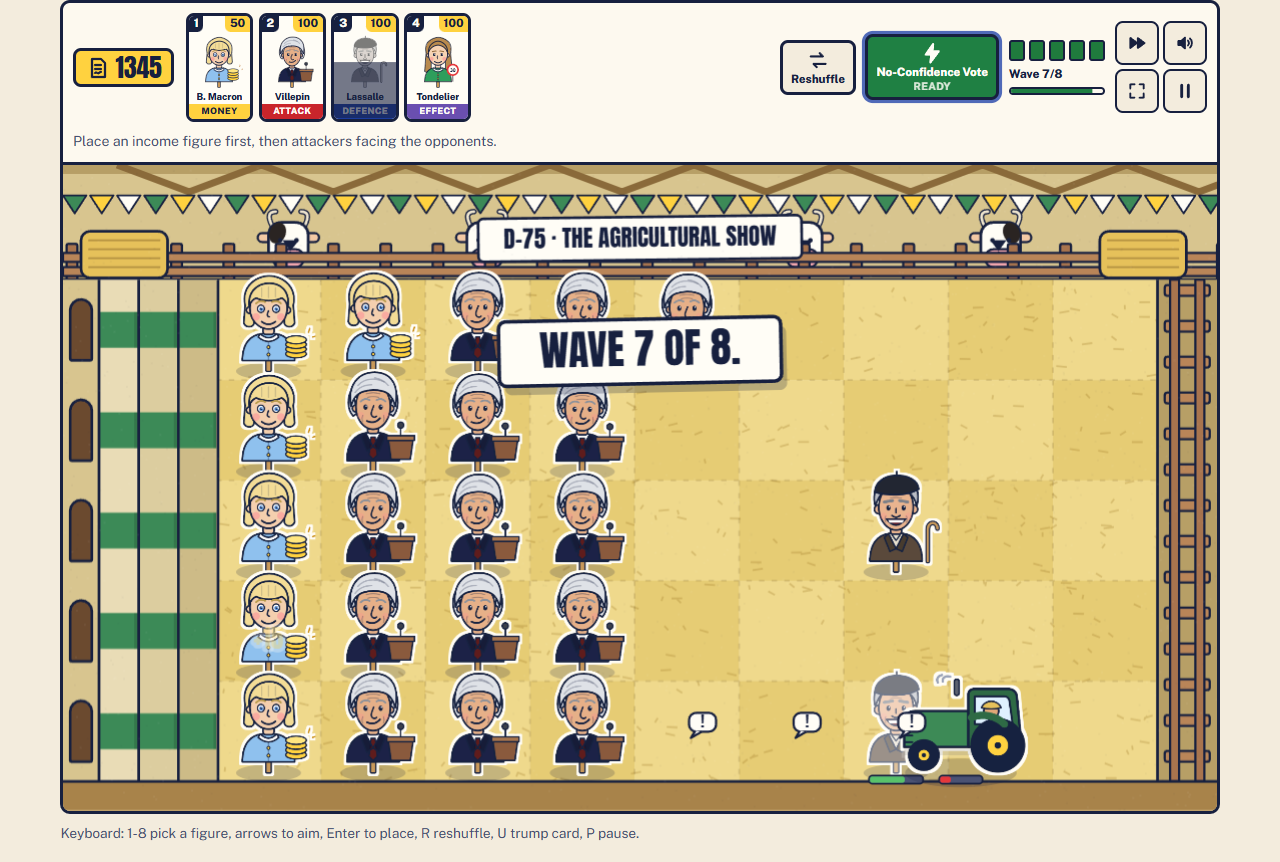 1345
1 50
B. Macron
MONEY
2 100
Villepin
ATTACK
3 100
Lassalle
DEFENCE
4 100
Tondelier
EFFECT
Reshuffle
No-Confidence Vote
READY
Wave 7/8
Place an income figure first, then attackers facing the opponents.
D-75 · THE AGRICULTURAL SHOW
WAVE 7 OF 8.
!
!
!
Keyboard: 1-8 pick a figure, arrows to aim, Enter to place, R reshuffle, U trump card, P pause.